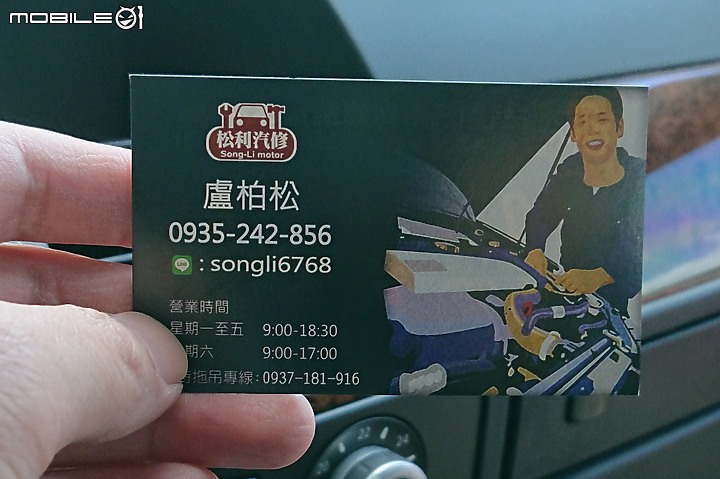 MOBILE01
松利汽修
Song-Li motor
盧柏松
0935-242-856
LINE : songli6768
營業時間
星期一至五 9:00-18:30
期六 9:00-17:00
拖吊專線:0937-181-916